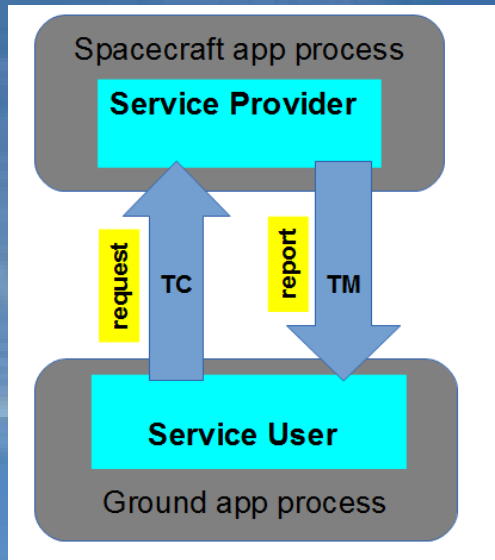 Spacecraft app process
Service Provider
request
TC
report
TM
Service User
Ground app process